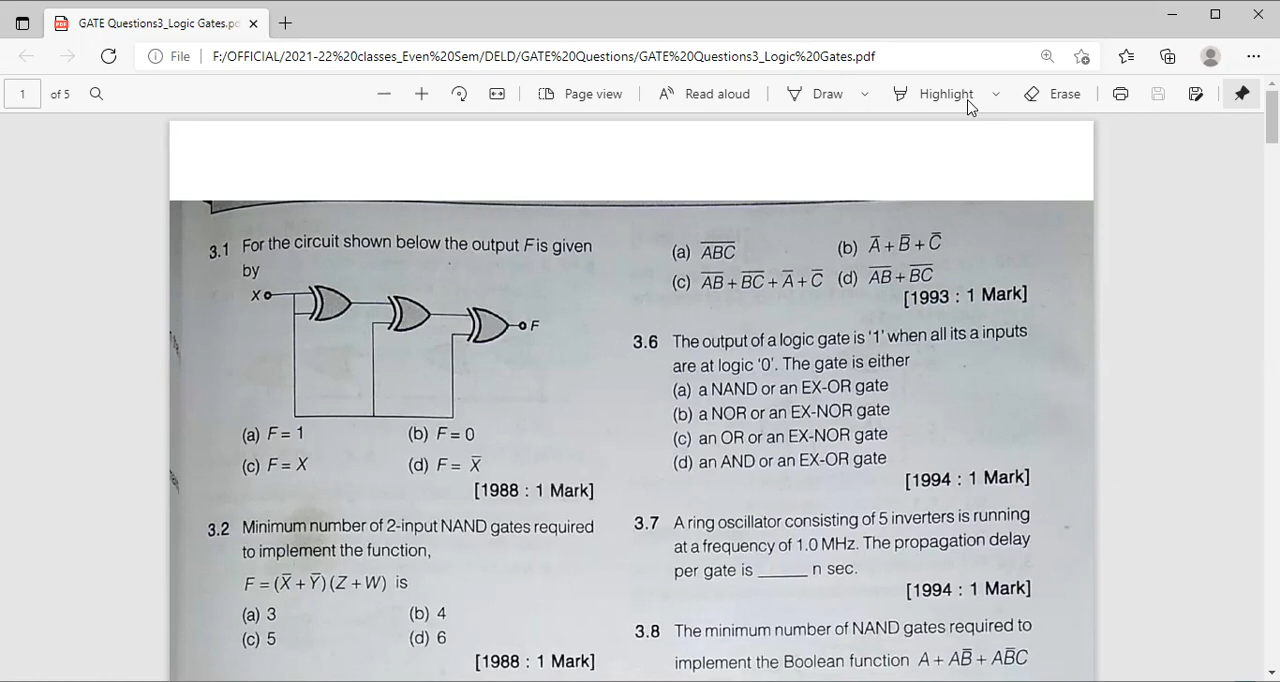 GATE Questions3_Logic Gates.pdf
File F:/OFFICIAL/2021-22%20classes_Even%20Sem/DELD/GATE%20Questions/GATE%20Questions3_Logic%20Gates.pdf
1 of 5 Page view Read aloud Draw Highlight Erase
3.1 For the circuit shown below the output F is given
by
X
F
(a) F = 1 (b) F = 0
(c) F = X (d) F = X̅
[1988 : 1 Mark]
3.2 Minimum number of 2-input NAND gates required
to implement the function,
F = (X̅ + Y̅) (Z + W) is
(a) 3 (b) 4
(c) 5 (d) 6
[1988 : 1 Mark]
(a) A̅B̅C̅ (b) A̅ + B̅ + C̅
(c) A̅B̅ + B̅C̅ + A̅ + C̅ (d) A̅B̅ + B̅C̅
[1993 : 1 Mark]
3.6 The output of a logic gate is '1' when all its a inputs
are at logic '0'. The gate is either
(a) a NAND or an EX-OR gate
(b) a NOR or an EX-NOR gate
(c) an OR or an EX-NOR gate
(d) an AND or an EX-OR gate
[1994 : 1 Mark]
3.7 A ring oscillator consisting of 5 inverters is running
at a frequency of 1.0 MHz. The propagation delay
per gate is ______ n sec.
[1994 : 1 Mark]
3.8 The minimum number of NAND gates required to
implement the Boolean function A + AB̅ + AB̅C